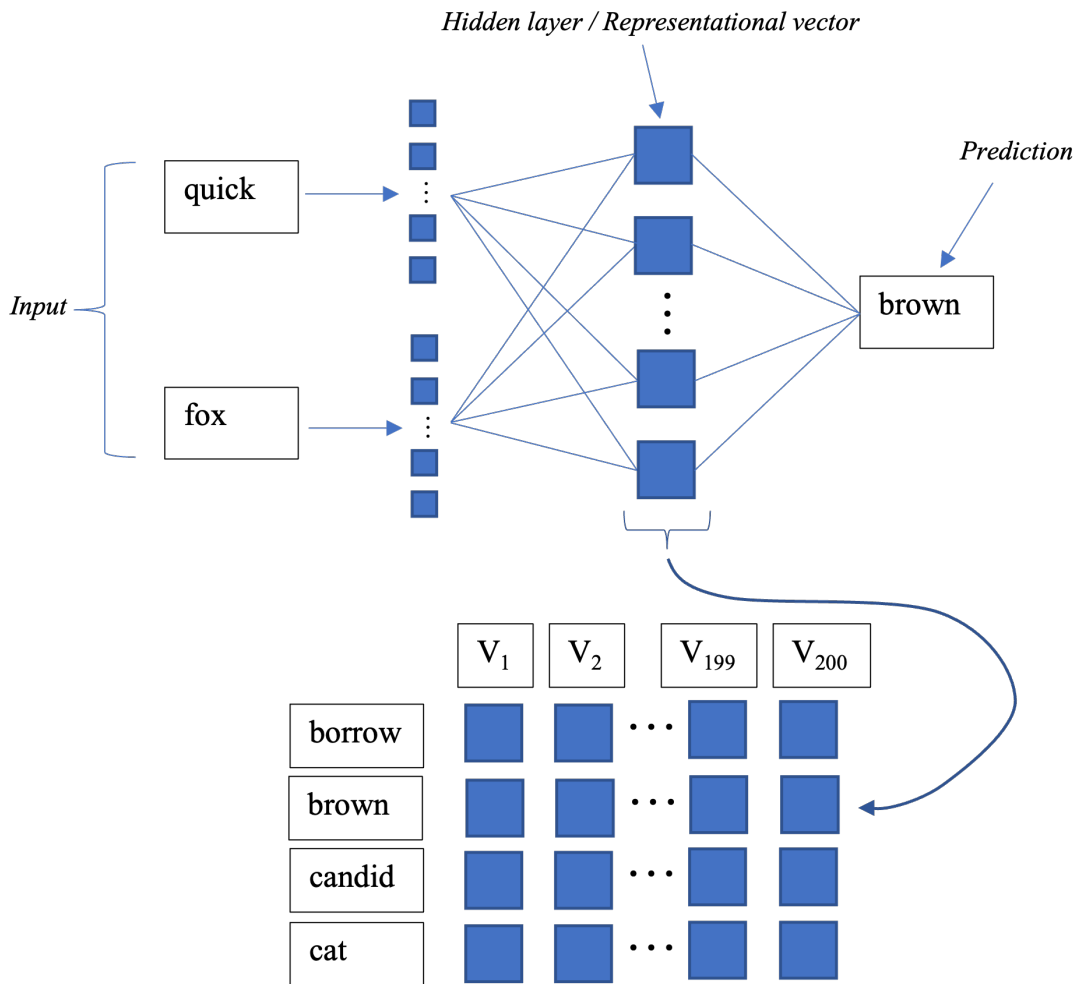 Hidden layer / Representational vector
Prediction
quick
Input
brown
fox
V₁ V₂ V₁₉₉ V₂₀₀
borrow
brown
candid
cat